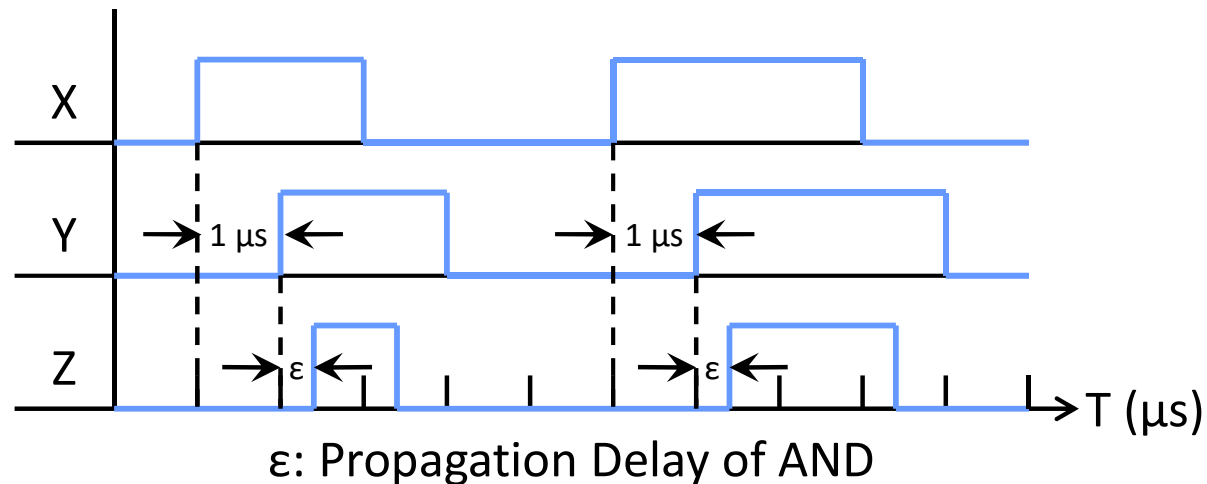 X
Y
1 μs
1 μs
Z
ε
ε
T (μs)
ε: Propagation Delay of AND